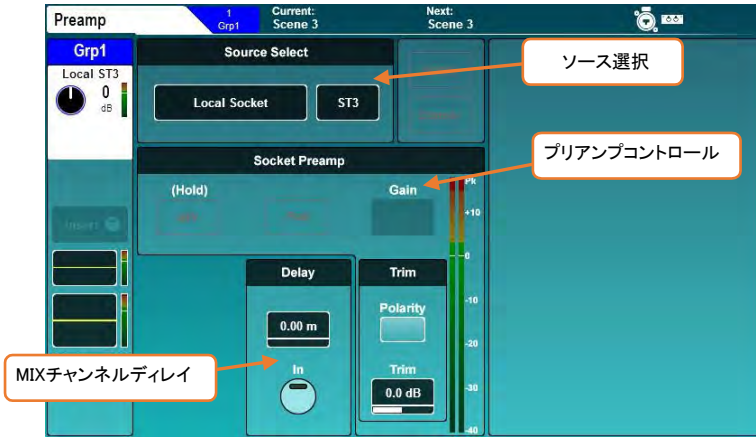 Preamp
1
Grp1
Current:
Scene 3
Next:
Scene 3
Grp1
Local ST3
0
dB
Source Select
Local Socket
ST3
ソース選択
Socket Preamp
(Hold)
Gain
プリアンプコントロール
Pk
+10
0
-10
-20
-30
-40
Insert
Delay
0.00 m
In
MIXチャンネルディレイ
Trim
Polarity
Trim
0.0 dB